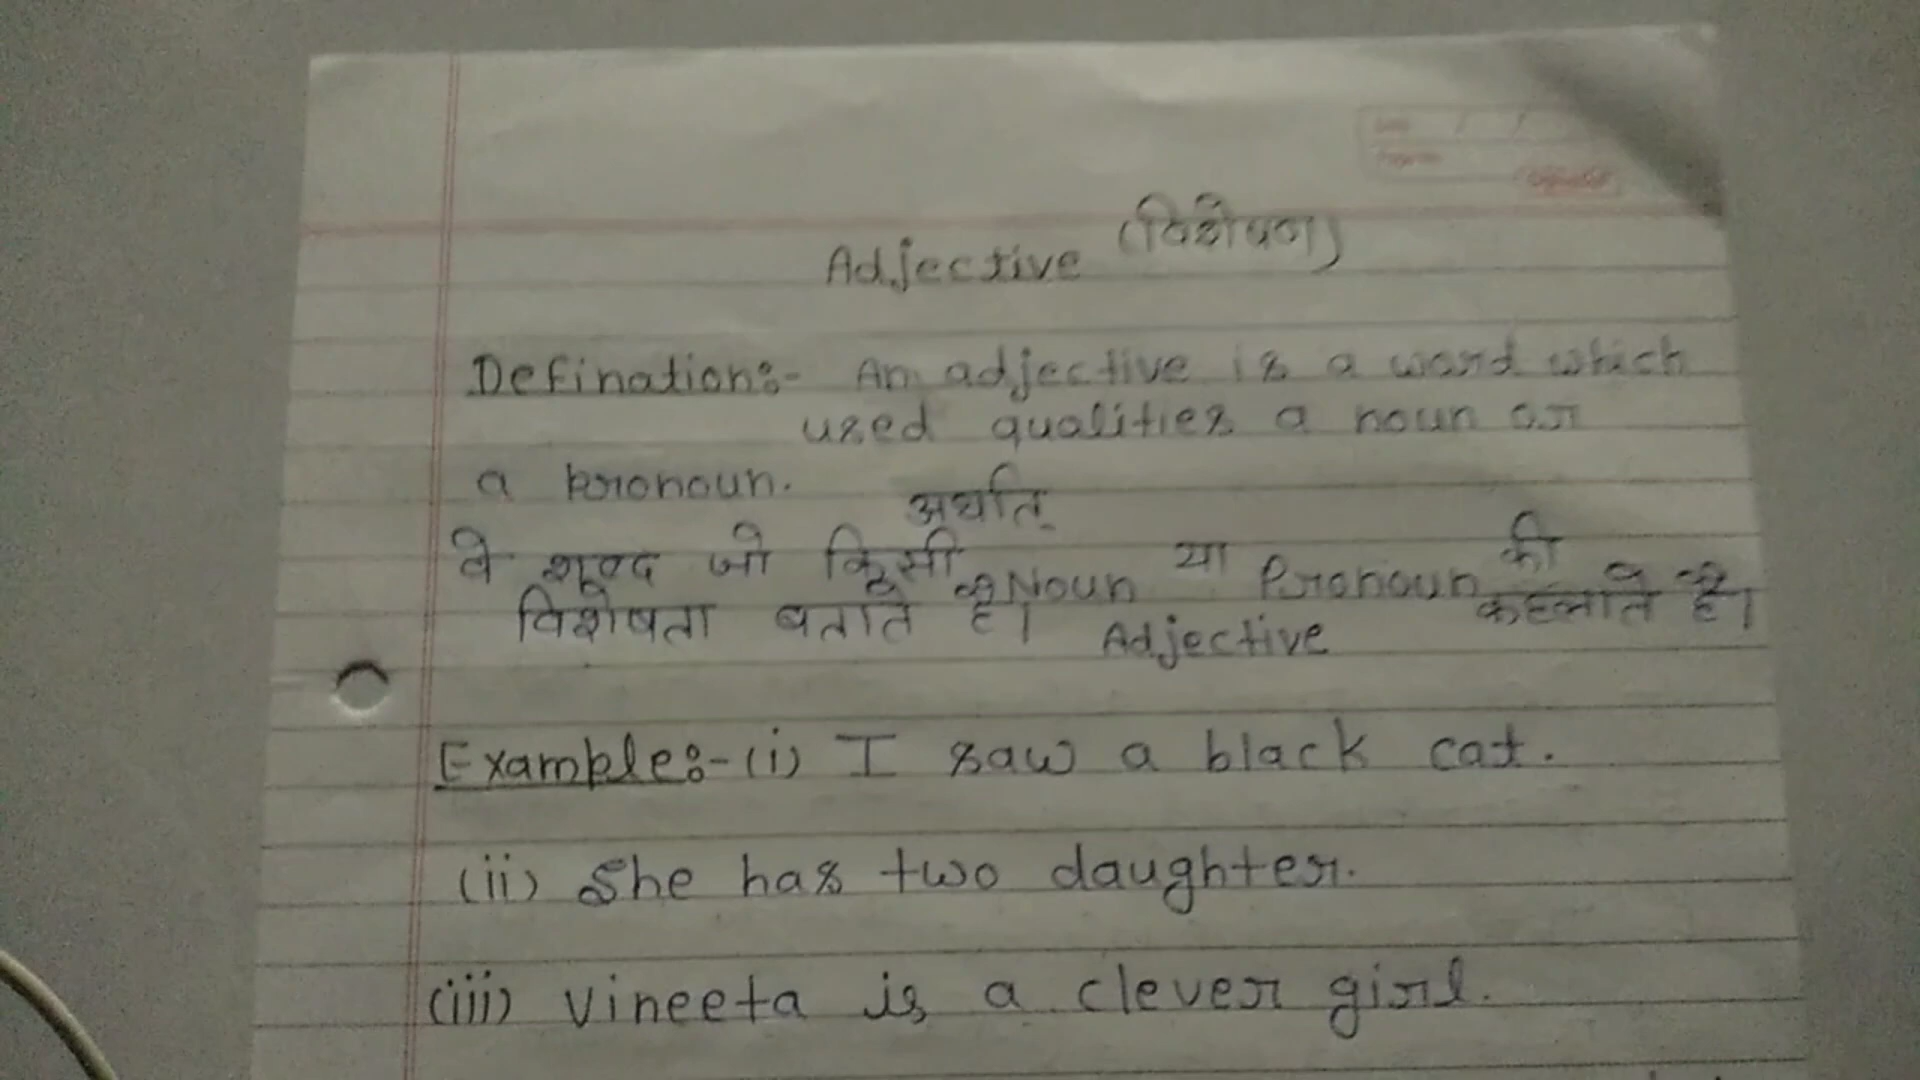 Adjective (विशेषण)
Defination:- An adjective is a word which
used qualities a noun or
a pronoun.
अर्थात्
वे शब्द जो किसी Noun या Pronoun की
विशेषता बताते है। Adjective कहलाते है।
Example:- (i) I saw a black cat.
(ii) She has two daughter.
(iii) Vineeta is a clever girl.